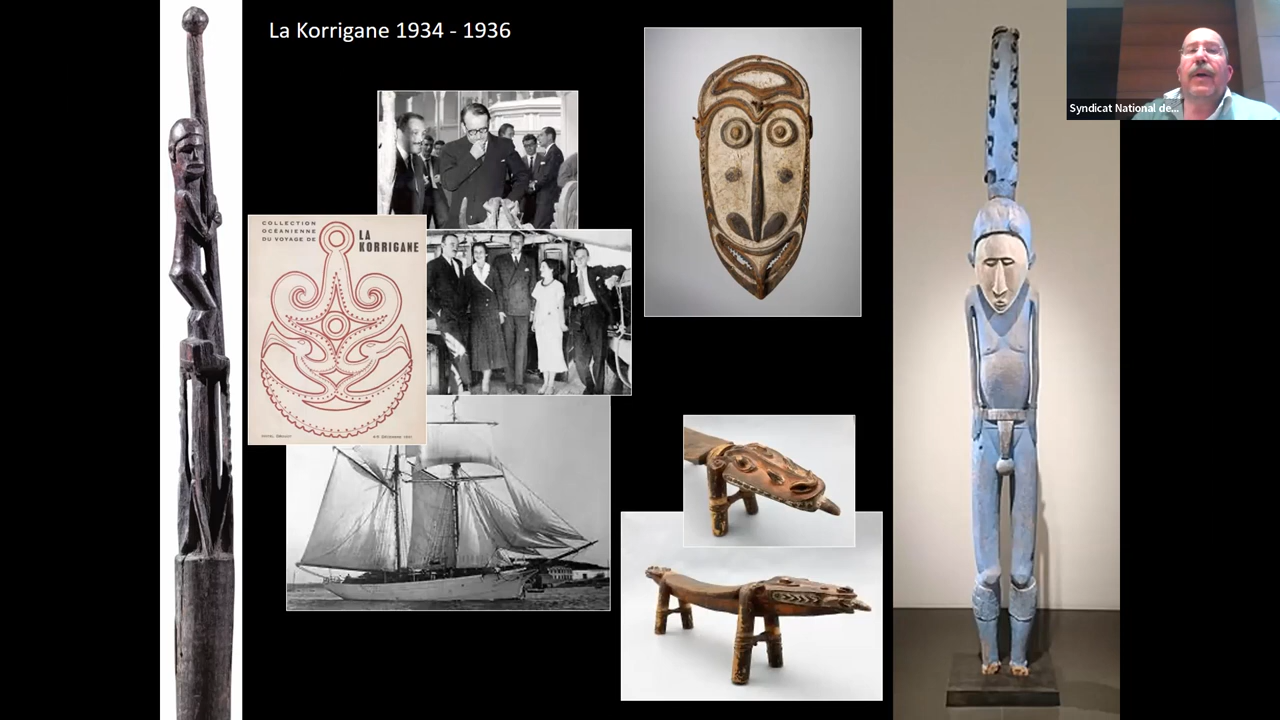 La Korrigane 1934 - 1936
COLLECTION
OCÉANIENNE
DU VOYAGE DE
LA
KORRIGANE
Syndicat National de...